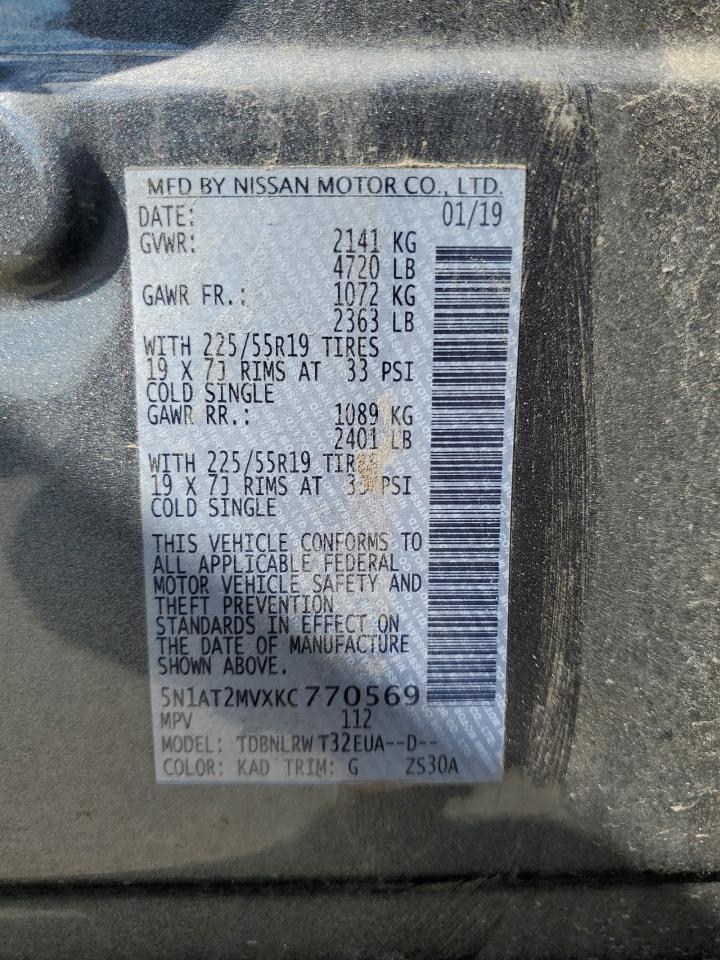 MFD BY NISSAN MOTOR CO., LTD.
DATE: 01/19
GVWR: 2141 KG
4720 LB
GAWR FR.: 1072 KG
2363 LB
WITH 225/55R19 TIRES
19 X 7J RIMS AT 33 PSI
COLD SINGLE
GAWR RR.: 1089 KG
2401 LB
WITH 225/55R19 TIRES
19 X 7J RIMS AT 33 PSI
COLD SINGLE
THIS VEHICLE CONFORMS TO
ALL APPLICABLE FEDERAL
MOTOR VEHICLE SAFETY AND
THEFT PREVENTION
STANDARDS IN EFFECT ON
THE DATE OF MANUFACTURE
SHOWN ABOVE.
5N1AT2MVXKC770569
MPV 112
MODEL: TDBNLRW T32EUA--D--
COLOR: KAD TRIM: G ZS30A